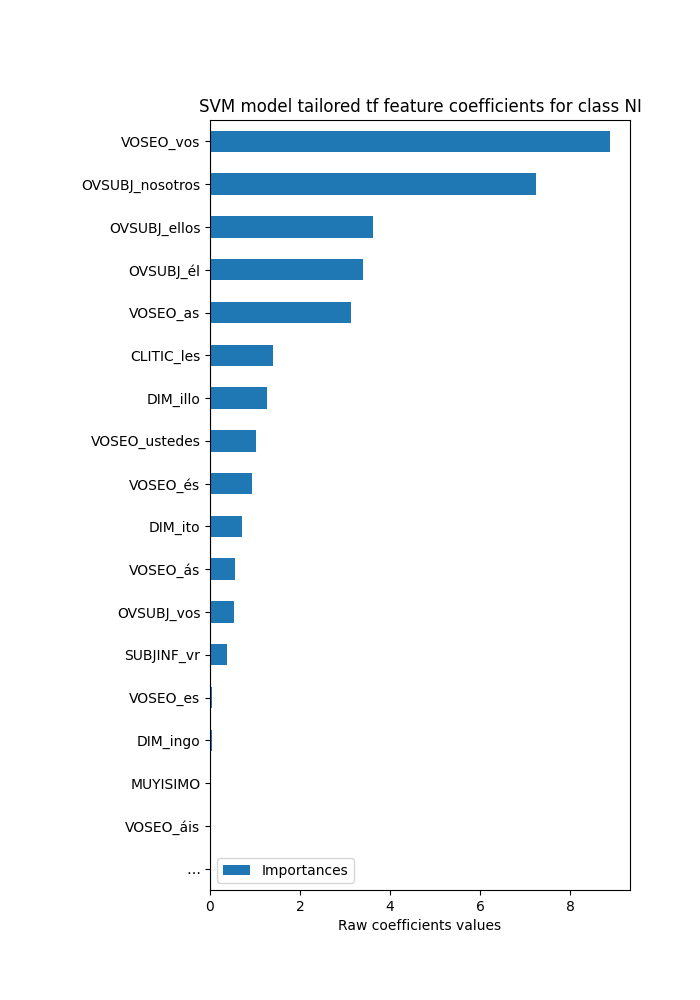 SVM model tailored tf feature coefficients for class NI
VOSEO_vos
OVSUBJ_nosotros
OVSUBJ_ellos
OVSUBJ_él
VOSEO_as
CLITIC_les
DIM_illo
VOSEO_ustedes
VOSEO_és
DIM_ito
VOSEO_ás
OVSUBJ_vos
SUBJINF_vr
VOSEO_es
DIM_ingo
MUYISIMO
VOSEO_áis
...
Importances
0 2 4 6 8
Raw coefficients values